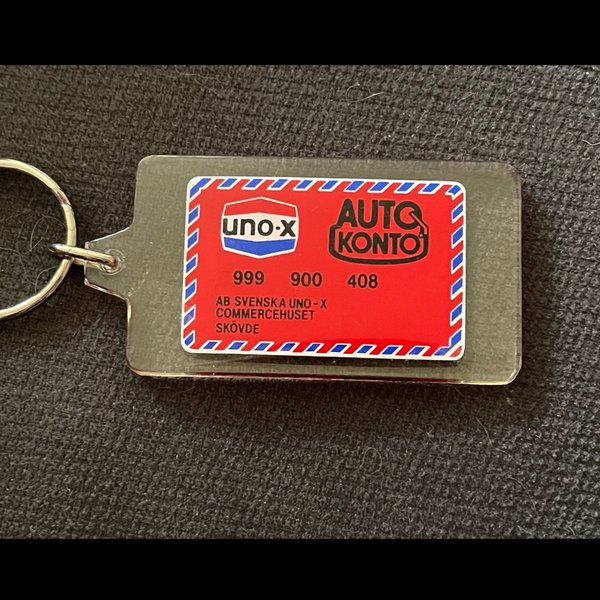 uno-x
AUTO
KONTO
999 900 408
AB SVENSKA UNO-X
COMMERCEHUSET
SKÖVDE